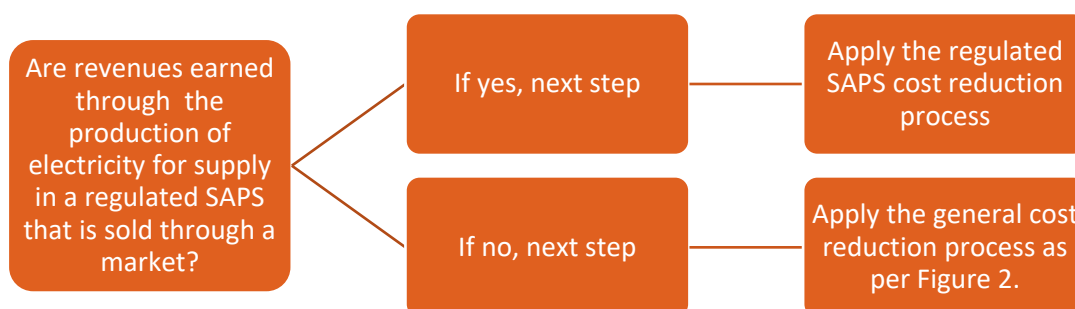 Are revenues earned
through the
production of
electricity for supply
in a regulated SAPS
that is sold through a
market?
If yes, next step
Apply the regulated
SAPS cost reduction
process
If no, next step
Apply the general cost
reduction process as
per Figure 2.